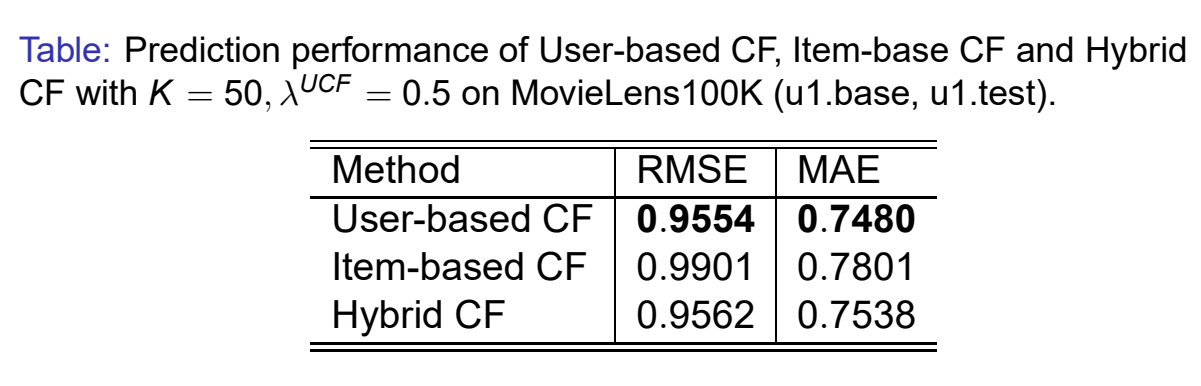 Table: Prediction performance of User-based CF, Item-base CF and Hybrid
CF with K = 50, λ^UCF = 0.5 on MovieLens100K (u1.base, u1.test).
Method RMSE MAE
User-based CF 0.9554 0.7480
Item-based CF 0.9901 0.7801
Hybrid CF 0.9562 0.7538